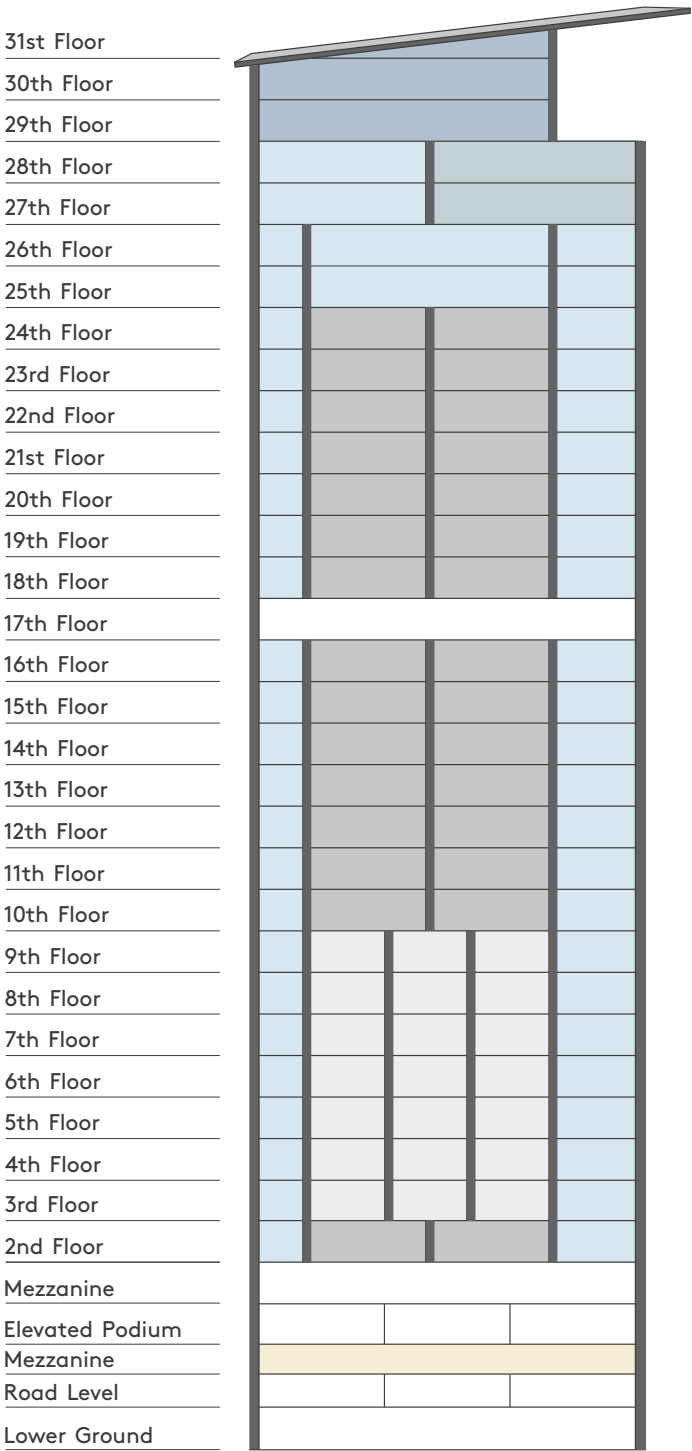 31st Floor
30th Floor
29th Floor
28th Floor
27th Floor
26th Floor
25th Floor
24th Floor
23rd Floor
22nd Floor
21st Floor
20th Floor
19th Floor
18th Floor
17th Floor
16th Floor
15th Floor
14th Floor
13th Floor
12th Floor
11th Floor
10th Floor
9th Floor
8th Floor
7th Floor
6th Floor
5th Floor
4th Floor
3rd Floor
2nd Floor
Mezzanine
Elevated Podium
Mezzanine
Road Level
Lower Ground